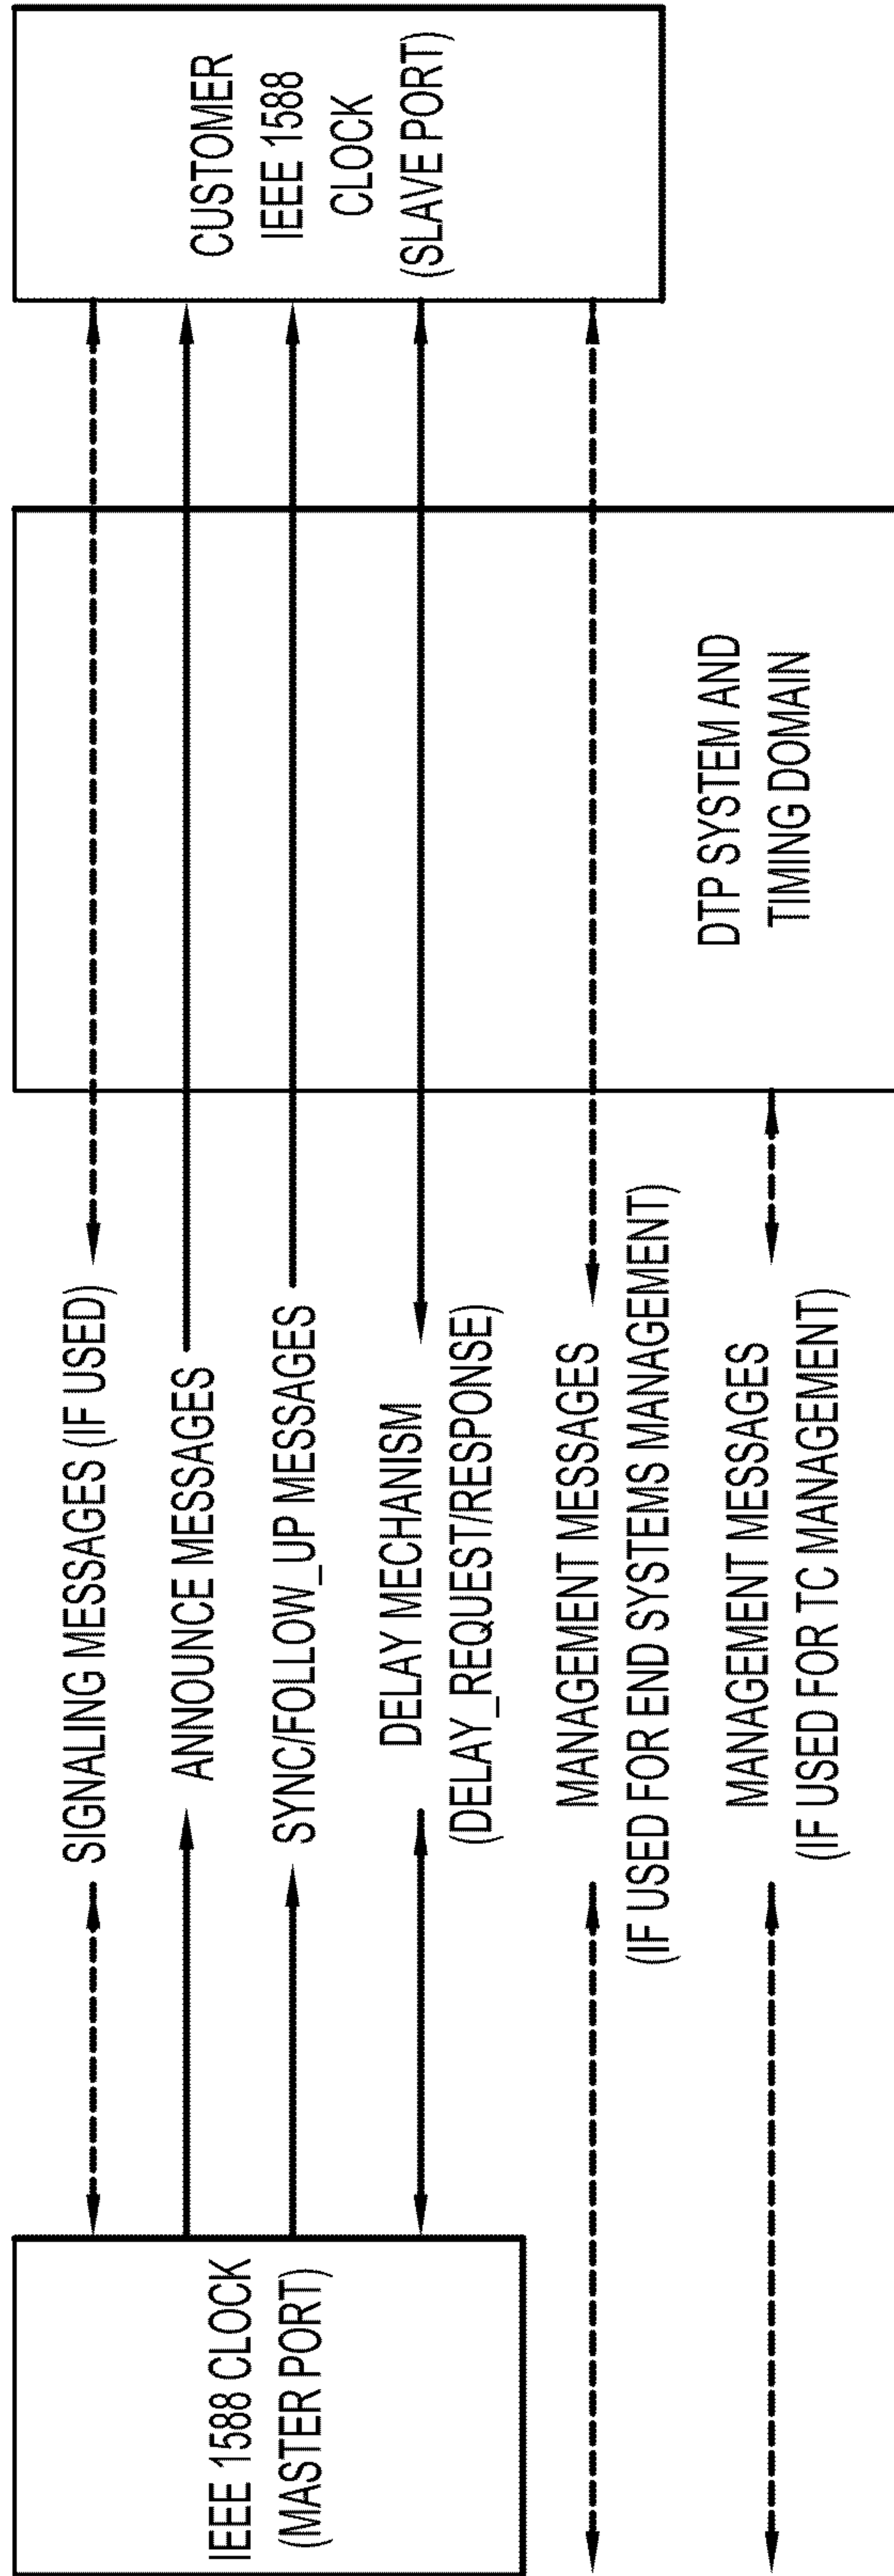 IEEE 1588 CLOCK
(MASTER PORT)
SIGNALING MESSAGES (IF USED)
ANNOUNCE MESSAGES
SYNC/FOLLOW_UP MESSAGES
DELAY MECHANISM
(DELAY_REQUEST/RESPONSE)
MANAGEMENT MESSAGES
(IF USED FOR END SYSTEMS MANAGEMENT)
MANAGEMENT MESSAGES
(IF USED FOR TC MANAGEMENT)
DTP SYSTEM AND
TIMING DOMAIN
CUSTOMER
IEEE 1588
CLOCK
(SLAVE PORT)